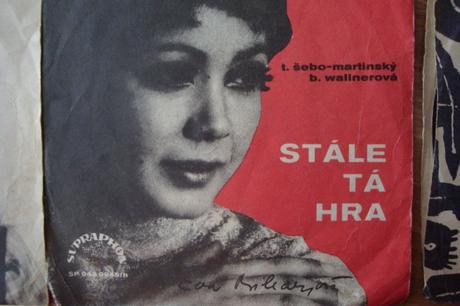 t. šebo-martinský
b. wallnerová
STÁLE
TÁ
HRA
SUPRAPHON